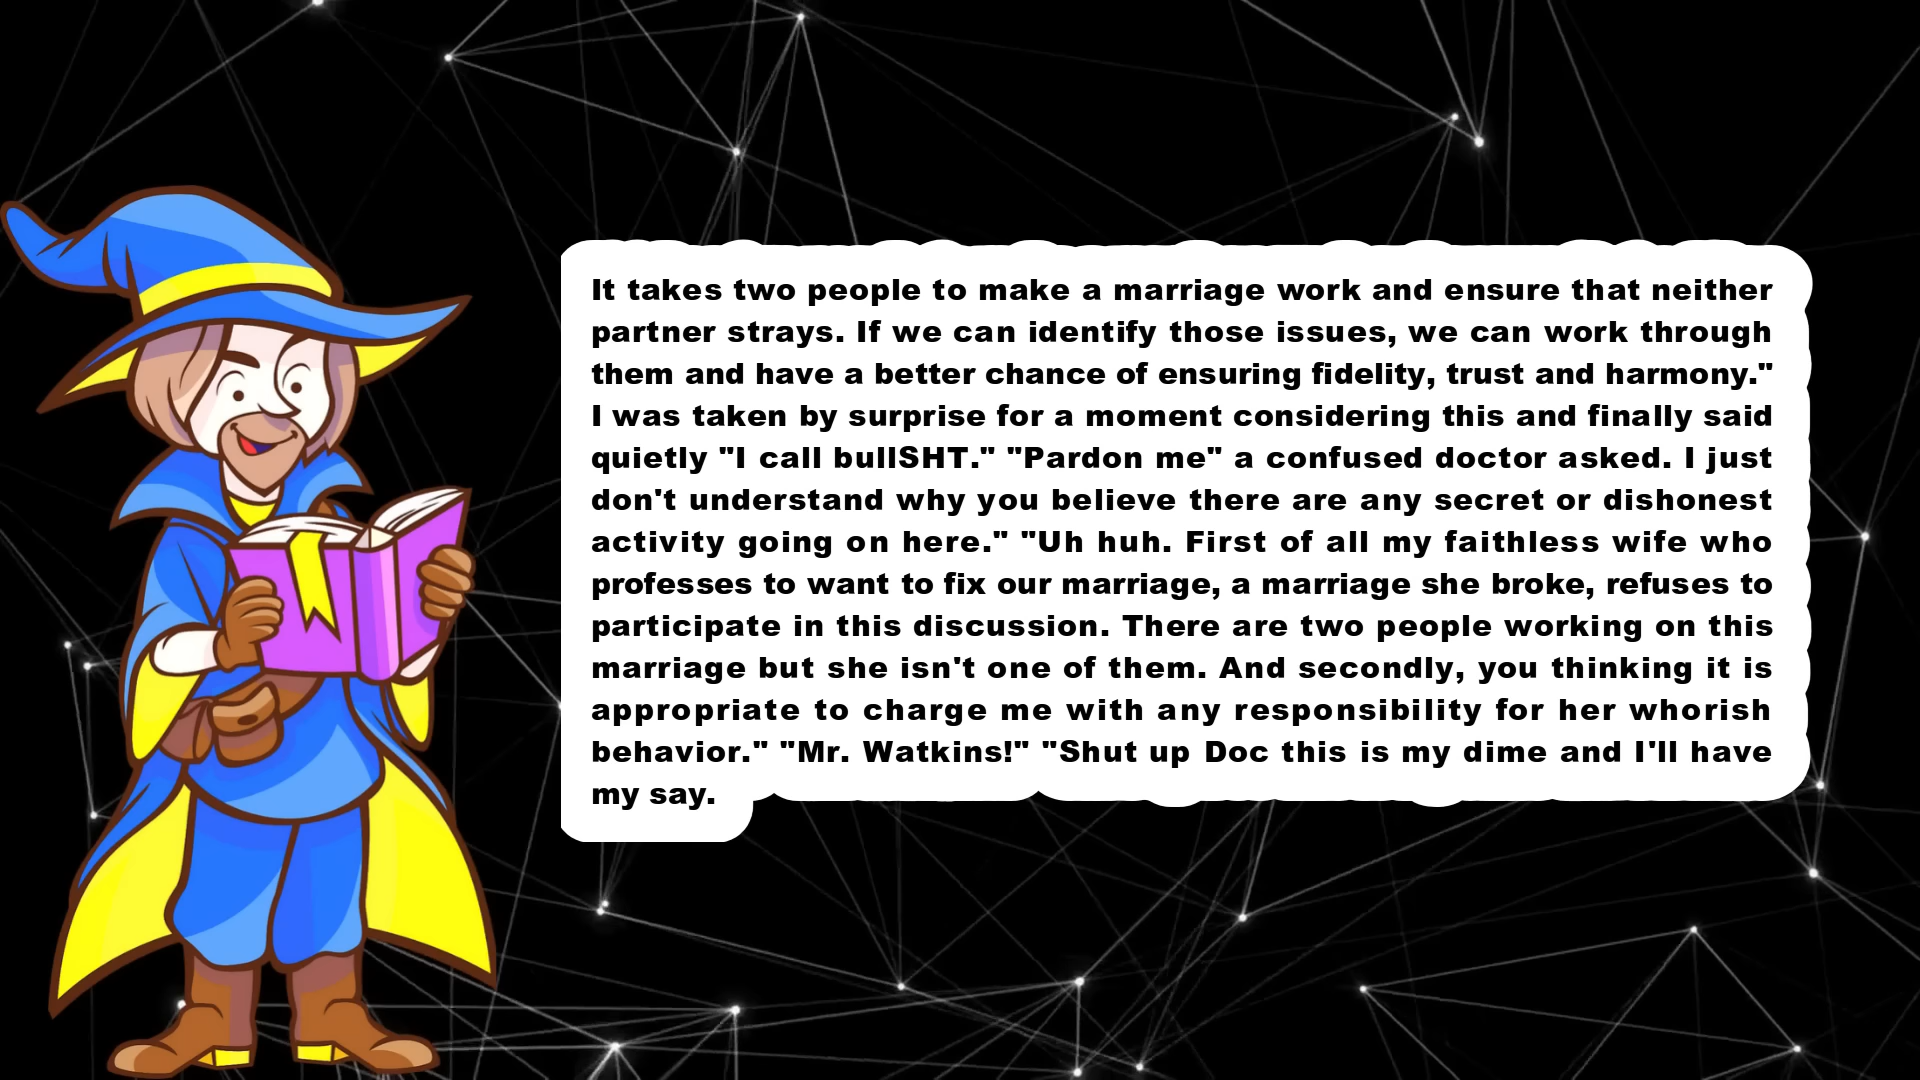 It takes two people to make a marriage work and ensure that neither
partner strays. If we can identify those issues, we can work through
them and have a better chance of ensuring fidelity, trust and harmony."
I was taken by surprise for a moment considering this and finally said
quietly "I call bullSHT." "Pardon me" a confused doctor asked. I just
don't understand why you believe there are any secret or dishonest
activity going on here." "Uh huh. First of all my faithless wife who
professes to want to fix our marriage, a marriage she broke, refuses to
participate in this discussion. There are two people working on this
marriage but she isn't one of them. And secondly, you thinking it is
appropriate to charge me with any responsibility for her whorish
behavior." "Mr. Watkins!" "Shut up Doc this is my dime and I'll have
my say.